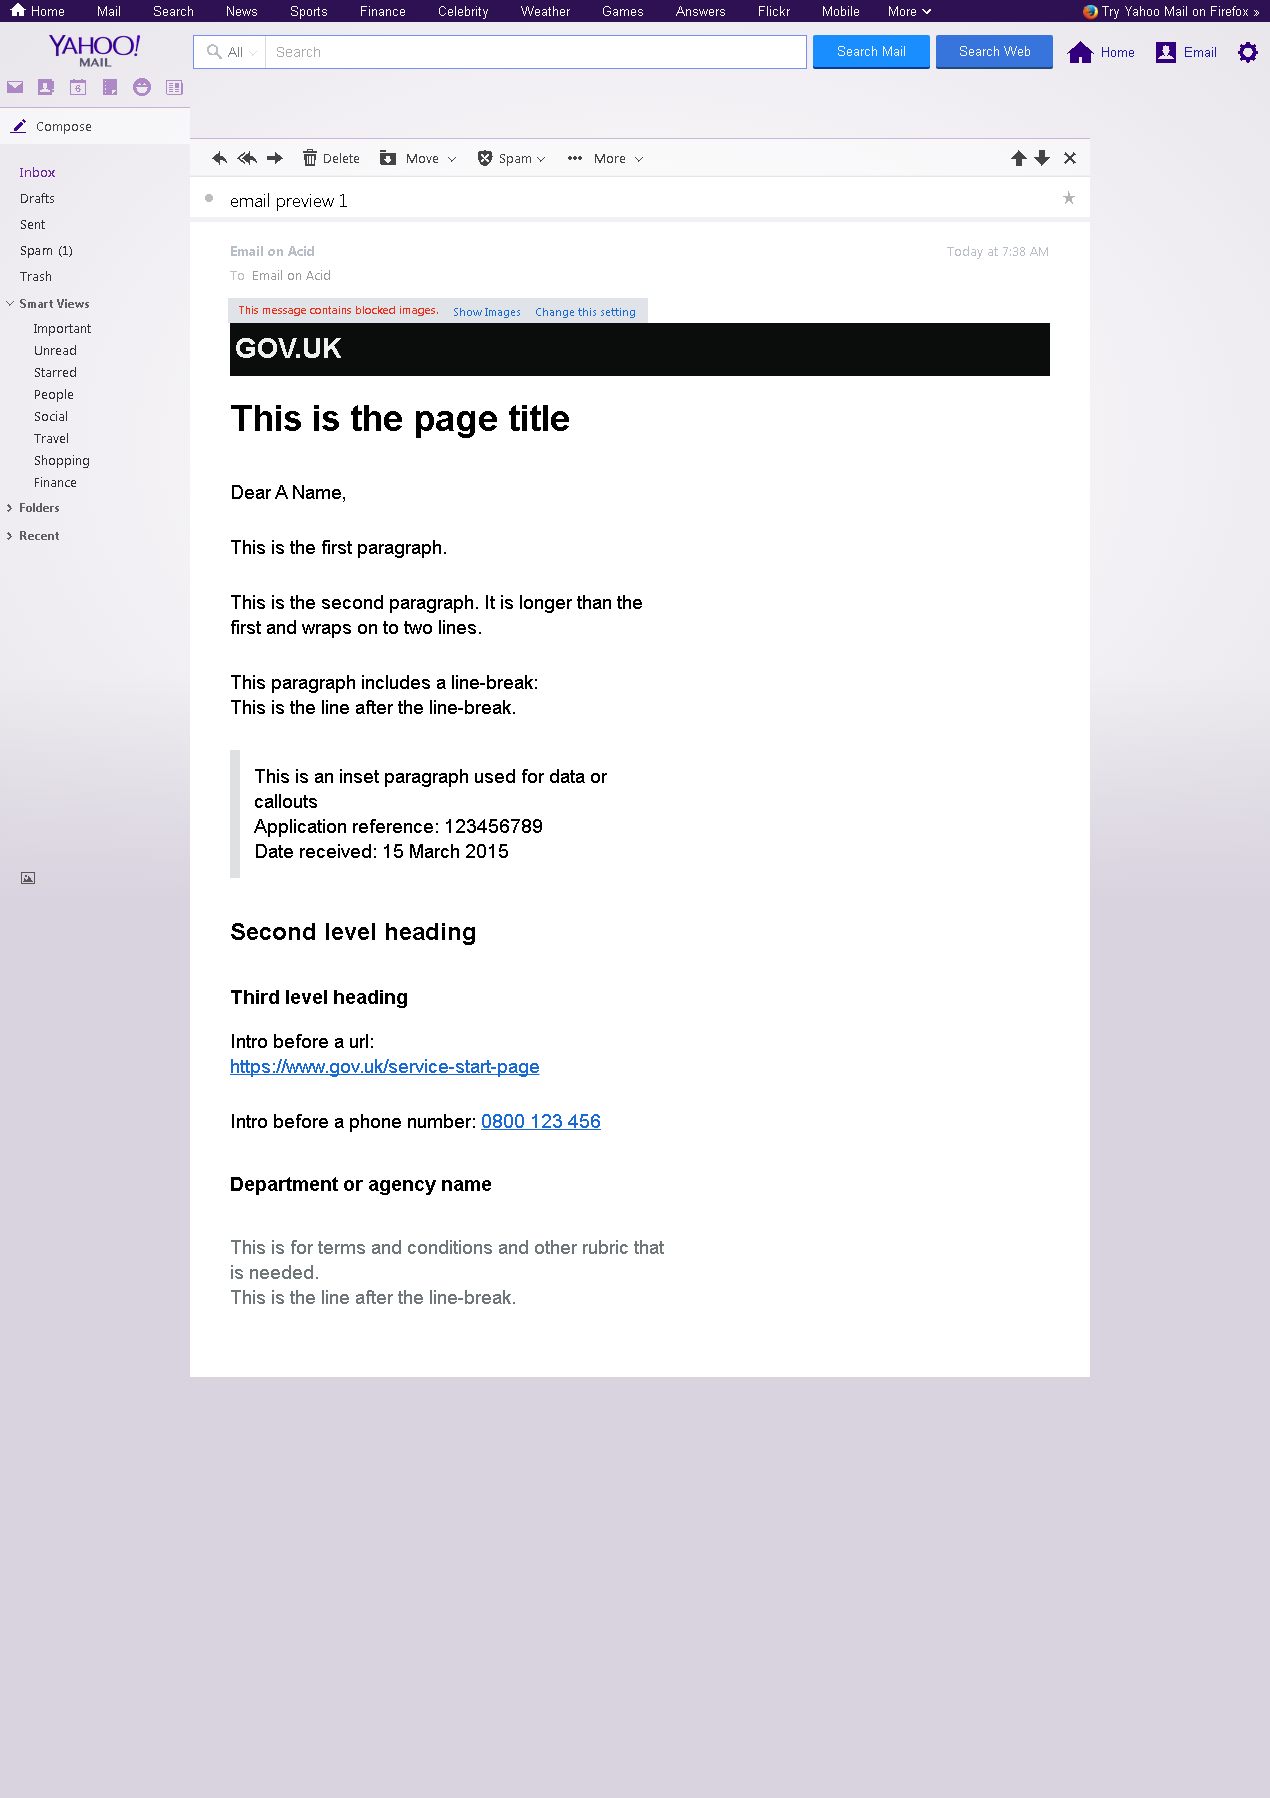 Home Mail Search News Sports Finance Celebrity Weather Games Answers Flickr Mobile More Try Yahoo Mail on Firefox »
YAHOO!
MAIL
All Search Search Mail Search Web Home Email
6
Compose
Inbox
Drafts
Sent
Spam (1)
Trash
Smart Views
Important
Unread
Starred
People
Social
Travel
Shopping
Finance
Folders
Recent
Delete Move Spam More
email preview 1
Email on Acid Today at 7:38 AM
To Email on Acid
This message contains blocked images. Show Images Change this setting
GOV.UK
This is the page title
Dear A Name,
This is the first paragraph.
This is the second paragraph. It is longer than the
first and wraps on to two lines.
This paragraph includes a line-break:
This is the line after the line-break.
This is an inset paragraph used for data or
callouts
Application reference: 123456789
Date received: 15 March 2015
Second level heading
Third level heading
Intro before a url:
https://www.gov.uk/service-start-page
Intro before a phone number: 0800 123 456
Department or agency name
This is for terms and conditions and other rubric that
is needed.
This is the line after the line-break.